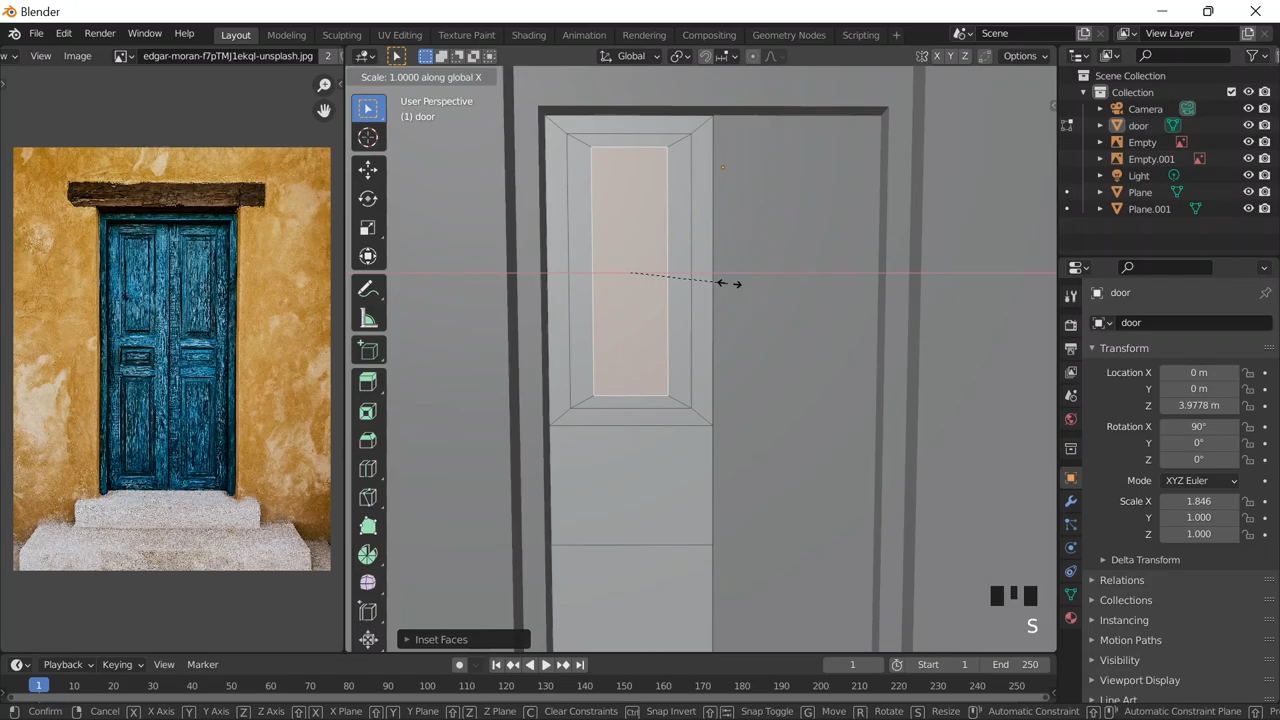 Blender
File Edit Render Window Help
Layout Modeling Sculpting UV Editing Texture Paint Shading Animation Rendering Compositing Geometry Nodes Scripting +
Scene
View Layer
View Image
edgar-moran-f7pTMJ1ekqI-unsplash.jpg 2
Global
X Y Z
Options
Scale: 1.0000 along global X
User Perspective
(1) door
Scene Collection
Collection
Camera
door
Empty
Empty.001
Light
Plane
Plane.001
door
door
Transform
Location X 0 m
Y 0 m
Z 3.9778 m
Rotation X 90°
Y 0°
Z 0°
Mode XYZ Euler
Scale X 1.846
Y 1.000
Z 1.000
Delta Transform
Relations
Collections
Instancing
Motion Paths
Visibility
Viewport Display
Line Art
S
Inset Faces
Playback Keying View Marker
1
Start 1
End 250
1 10 20 30 40 50 60 70 80 90 100 110 120 130 140 150 160 170 180 190 200 210 220 230 240 250
Confirm Cancel X X Axis Y Y Axis Z Z Axis X X Plane Y Y Plane Z Z Plane C Clear Constraints Ctrl Snap Invert Snap Toggle G Move R Rotate S Resize Automatic Constraint Automatic Constraint Plane